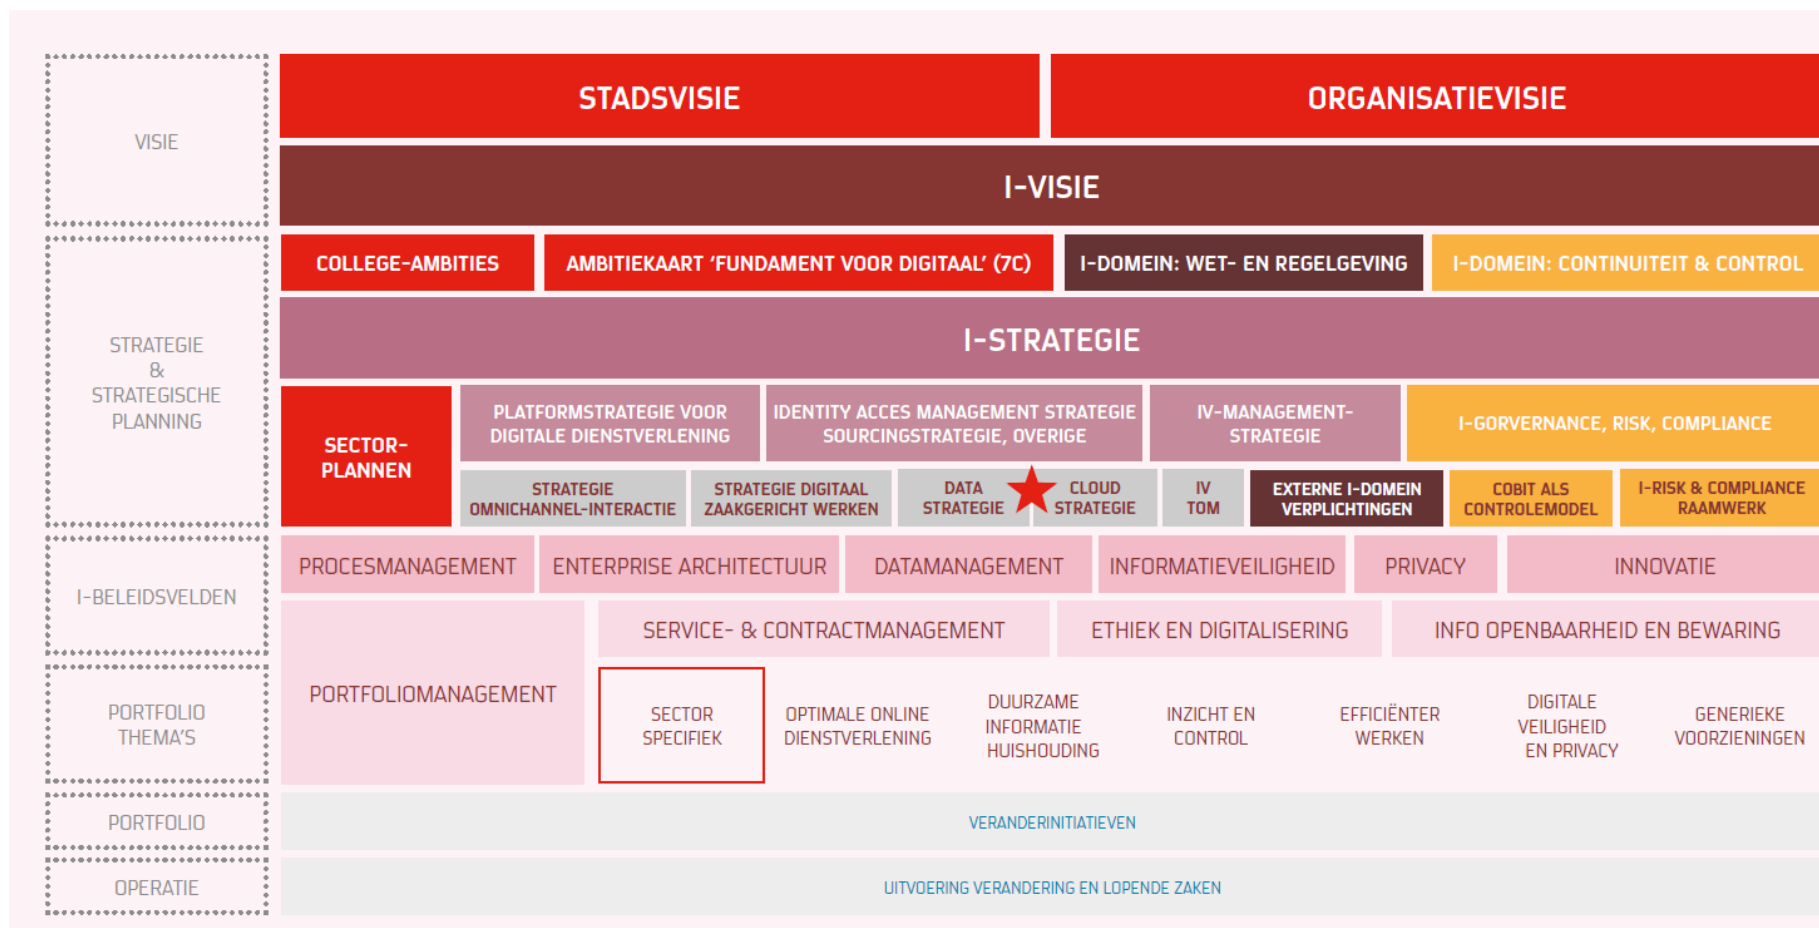 VISIE
STADSVISIE
ORGANISATIEVISIE
I-VISIE
STRATEGIE
&
STRATEGISCHE
PLANNING
COLLEGE-AMBITIES
AMBITIEKAART ‘FUNDAMENT VOOR DIGITAAL’ (7C)
I-DOMEIN: WET- EN REGELGEVING
I-DOMEIN: CONTINUITEIT & CONTROL
I-STRATEGIE
SECTOR-
PLANNEN
PLATFORMSTRATEGIE VOOR
DIGITALE DIENSTVERLENING
IDENTITY ACCES MANAGEMENT STRATEGIE
SOURCINGSTRATEGIE, OVERIGE
IV-MANAGEMENT-
STRATEGIE
I-GORVERNANCE, RISK, COMPLIANCE
STRATEGIE
OMNICHANNEL-INTERACTIE
STRATEGIE DIGITAAL
ZAAKGERICHT WERKEN
DATA
STRATEGIE
CLOUD
STRATEGIE
IV
TOM
EXTERNE I-DOMEIN
VERPLICHTINGEN
COBIT ALS
CONTROLEMODEL
I-RISK & COMPLIANCE
RAAMWERK
I-BELEIDSVELDEN
PROCESMANAGEMENT
ENTERPRISE ARCHITECTUUR
DATAMANAGEMENT
INFORMATIEVEILIGHEID
PRIVACY
INNOVATIE
PORTFOLIOMANAGEMENT
SERVICE- & CONTRACTMANAGEMENT
ETHIEK EN DIGITALISERING
INFO OPENBAARHEID EN BEWARING
PORTFOLIO
THEMA’S
SECTOR
SPECIFIEK
OPTIMALE ONLINE
DIENSTVERLENING
DUURZAME
INFORMATIE
HUISHOUDING
INZICHT EN
CONTROL
EFFICIËNTER
WERKEN
DIGITALE
VEILIGHEID
EN PRIVACY
GENERIEKE
VOORZIENINGEN
PORTFOLIO
VERANDERINITIATIEVEN
OPERATIE
UITVOERING VERANDERING EN LOPENDE ZAKEN